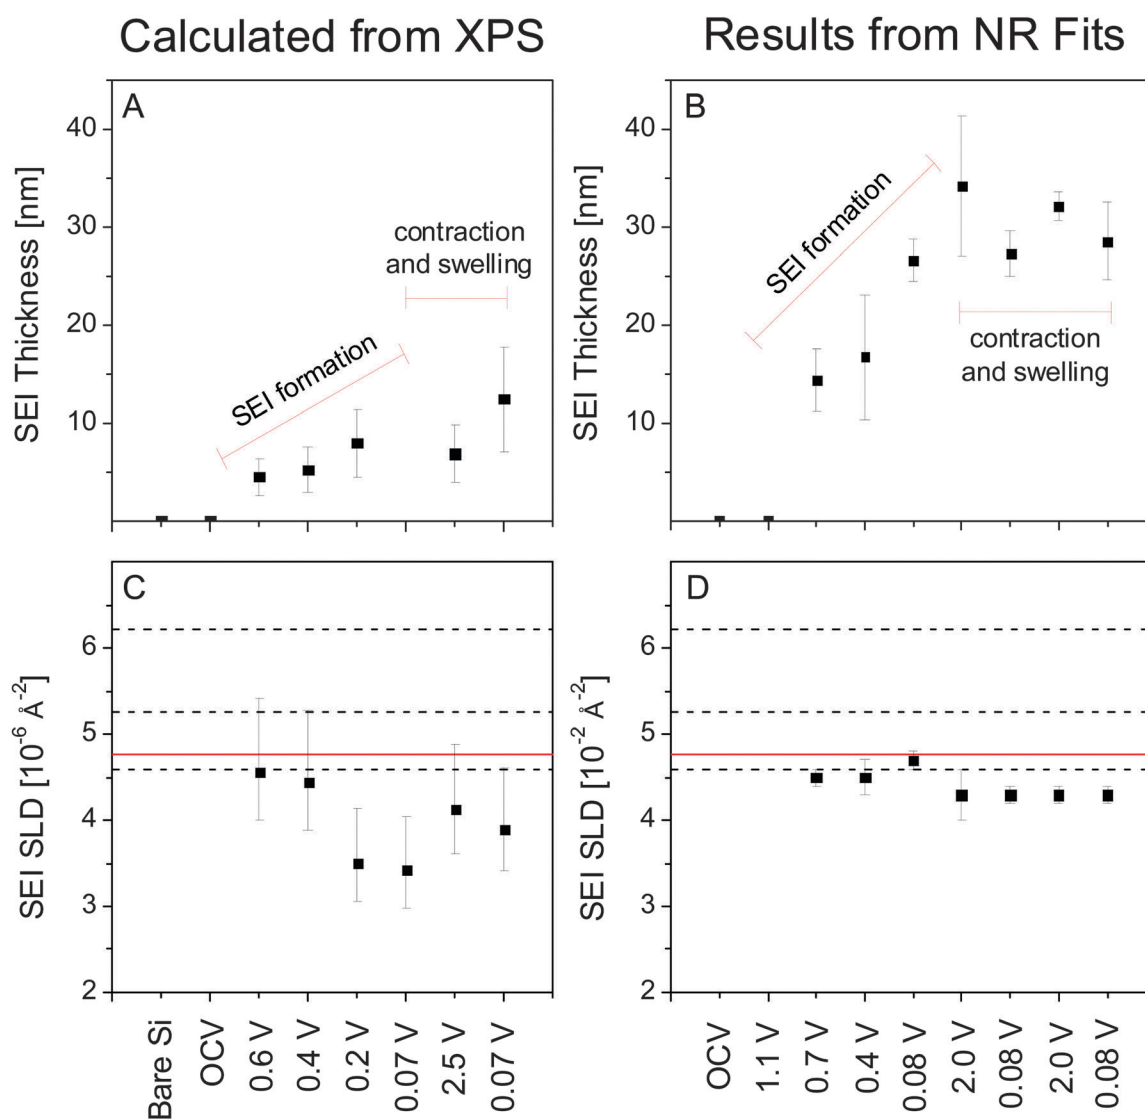 Calculated from XPS
Results from NR Fits
A
SEI Thickness [nm]
40
30
20
10
SEI formation
contraction
and swelling
B
SEI Thickness [nm]
40
30
20
10
SEI formation
contraction
and swelling
C
SEI SLD [10⁻⁶ Å⁻²]
6
5
4
3
2
Bare Si
OCV
0.6 V
0.4 V
0.2 V
0.07 V
2.5 V
0.07 V
D
SEI SLD [10⁻² Å⁻²]
6
5
4
3
2
OCV
1.1 V
0.7 V
0.4 V
0.08 V
2.0 V
0.08 V
2.0 V
0.08 V